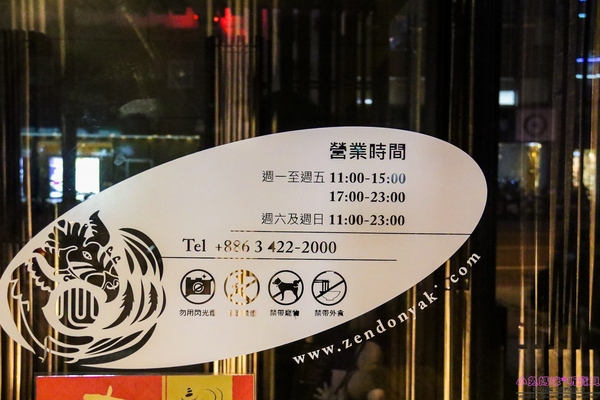 營業時間
週一至週五 11:00-15:00
17:00-23:00
週六及週日 11:00-23:00
Tel +886 3 422-2000
勿用閃光燈
禁帶寵物
禁帶外食
www.zendonyaki.com